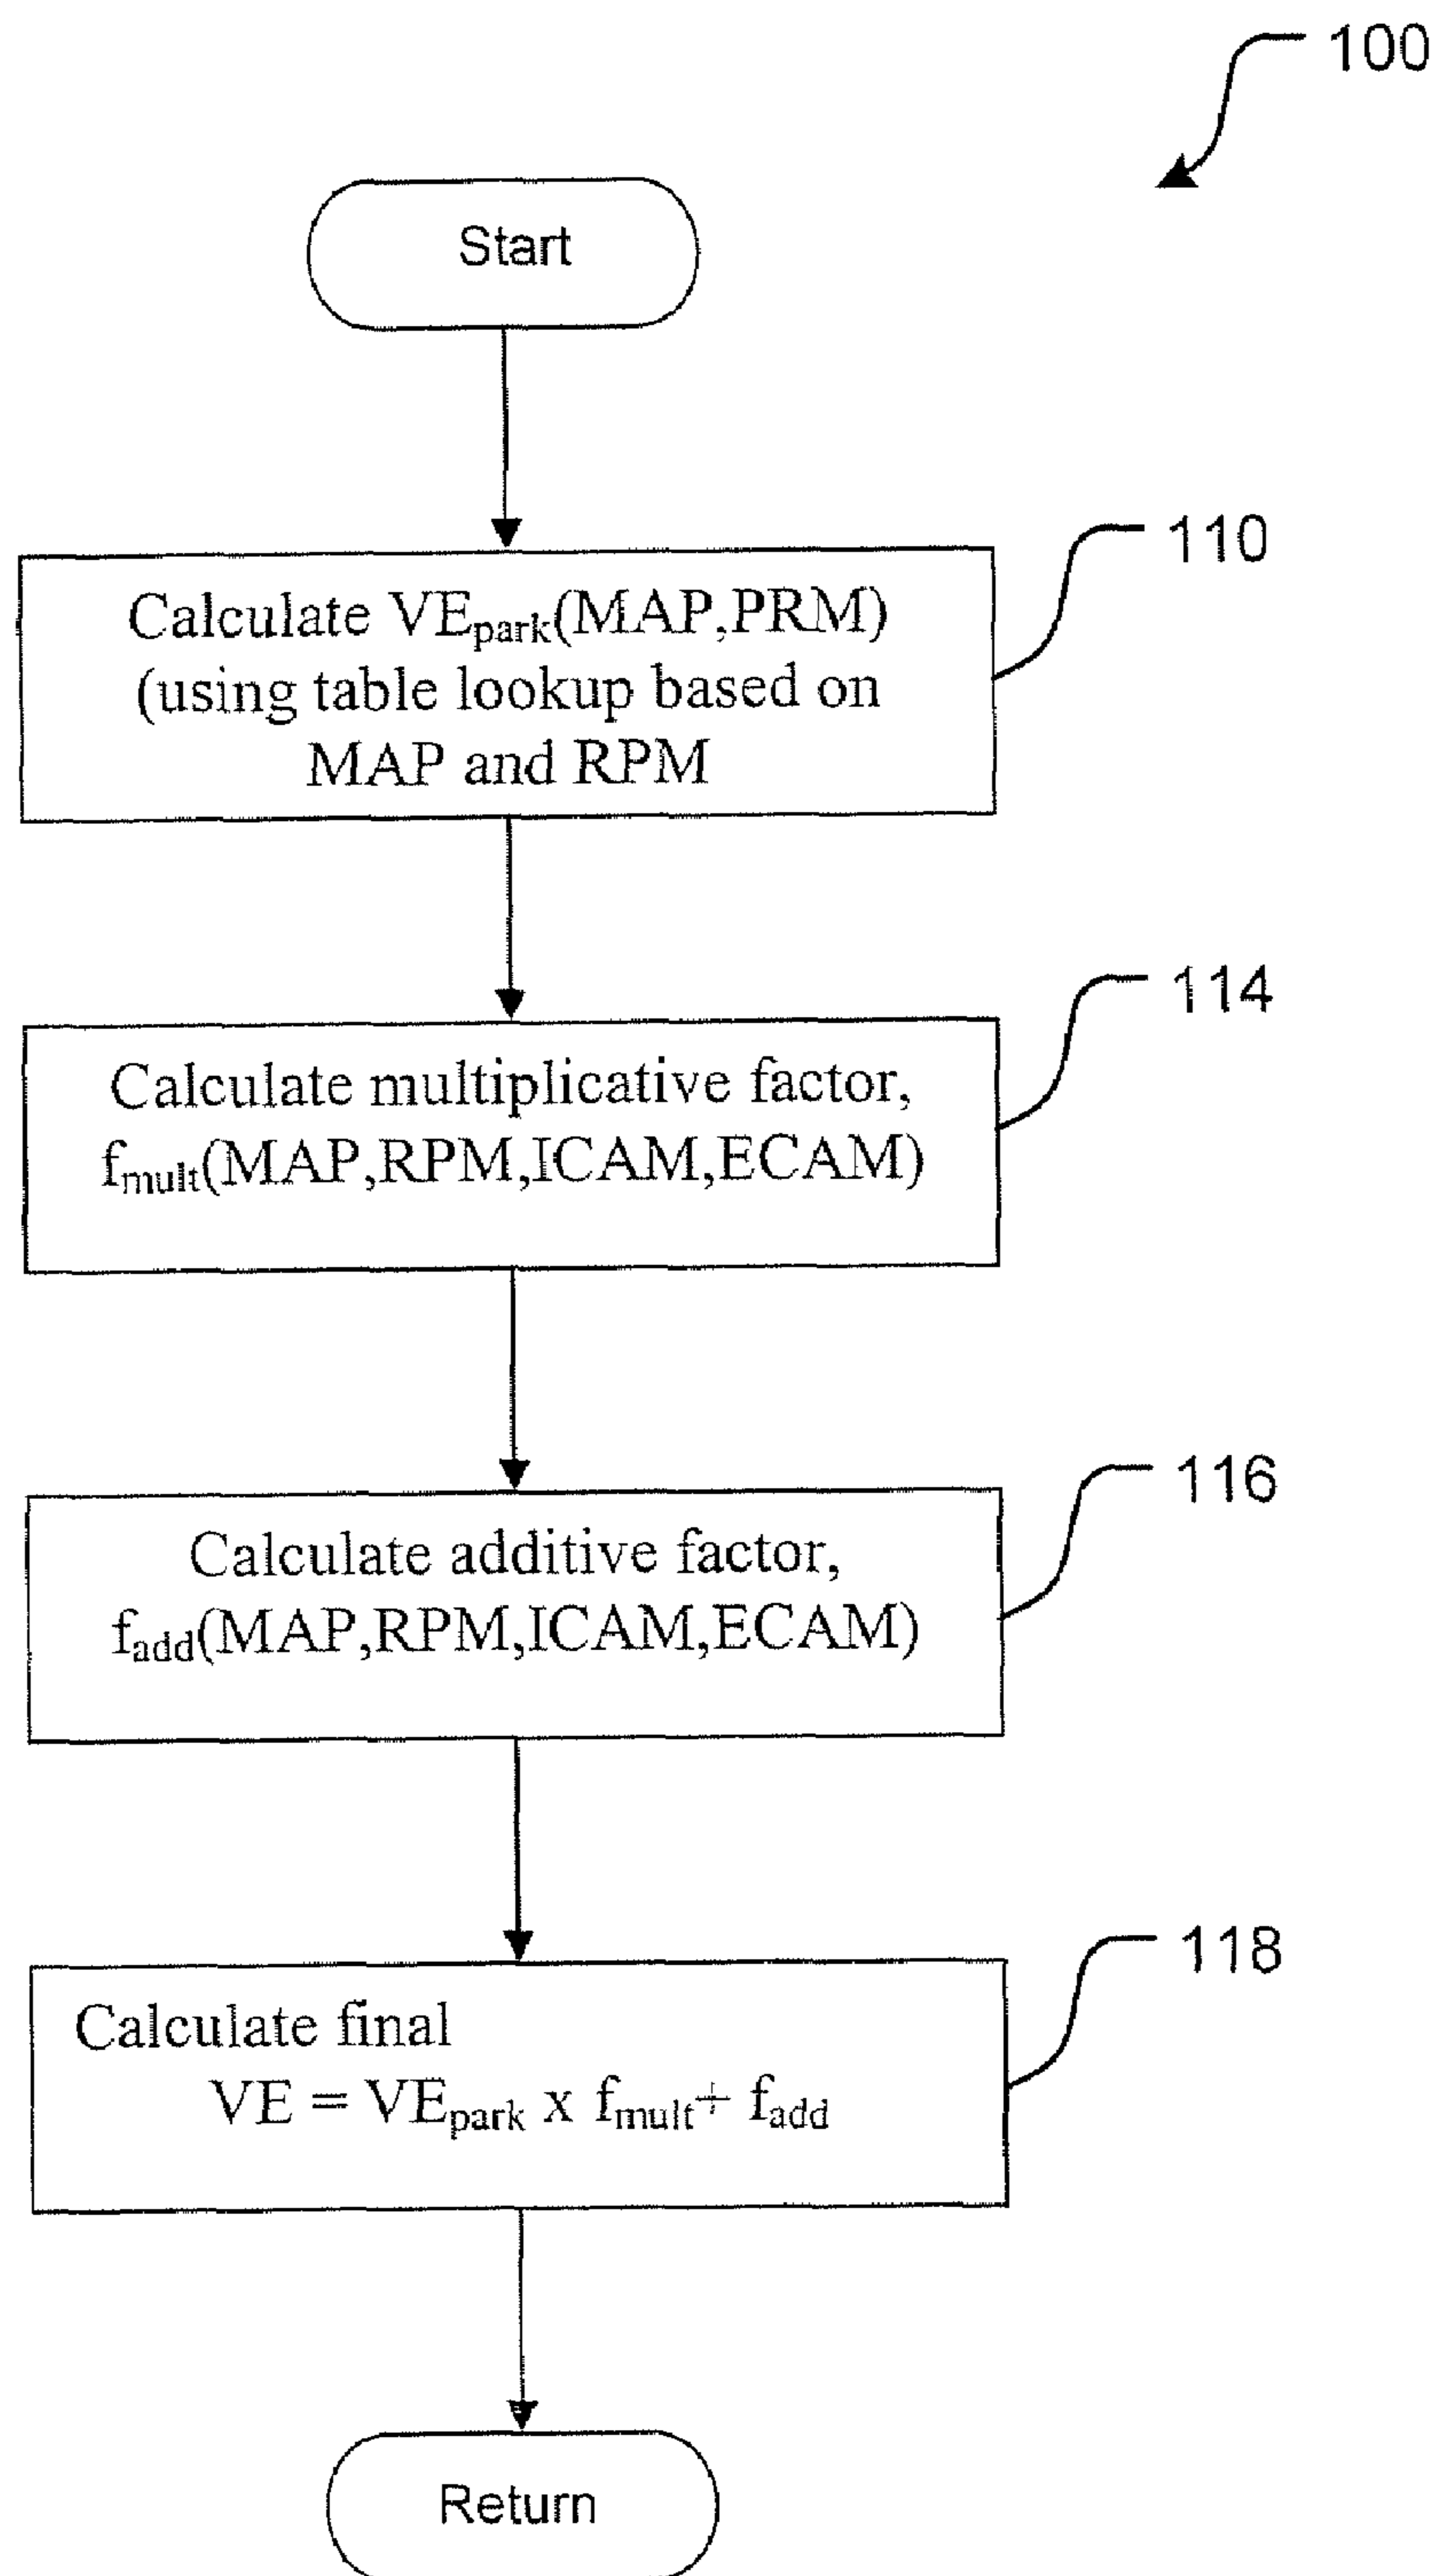 100
Start
110
Calculate VEpark(MAP,PRM)
(using table lookup based on
MAP and RPM
114
Calculate multiplicative factor,
fmult(MAP,RPM,ICAM,ECAM)
116
Calculate additive factor,
fadd(MAP,RPM,ICAM,ECAM)
118
Calculate final
VE = VEpark x fmult+ fadd
Return